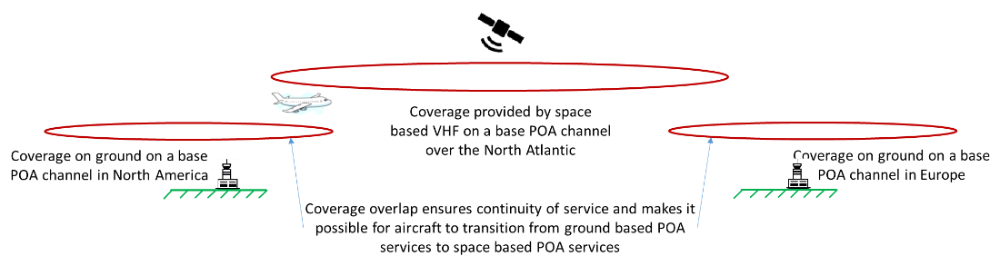 Coverage provided by space
based VHF on a base POA channel
over the North Atlantic
Coverage on ground on a base
POA channel in North America
Coverage on ground on a base
POA channel in Europe
Coverage overlap ensures continuity of service and makes it
possible for aircraft to transition from ground based POA
services to space based POA services